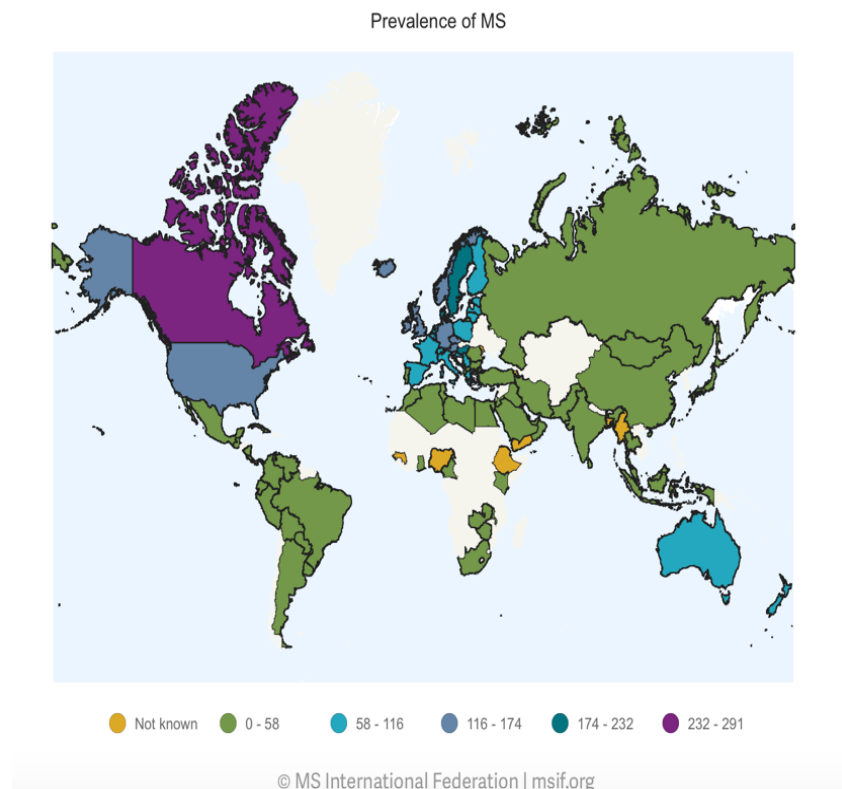 Prevalence of MS
Not known 0 - 58 58 - 116 116 - 174 174 - 232 232 - 291
© MS International Federation | msif.org